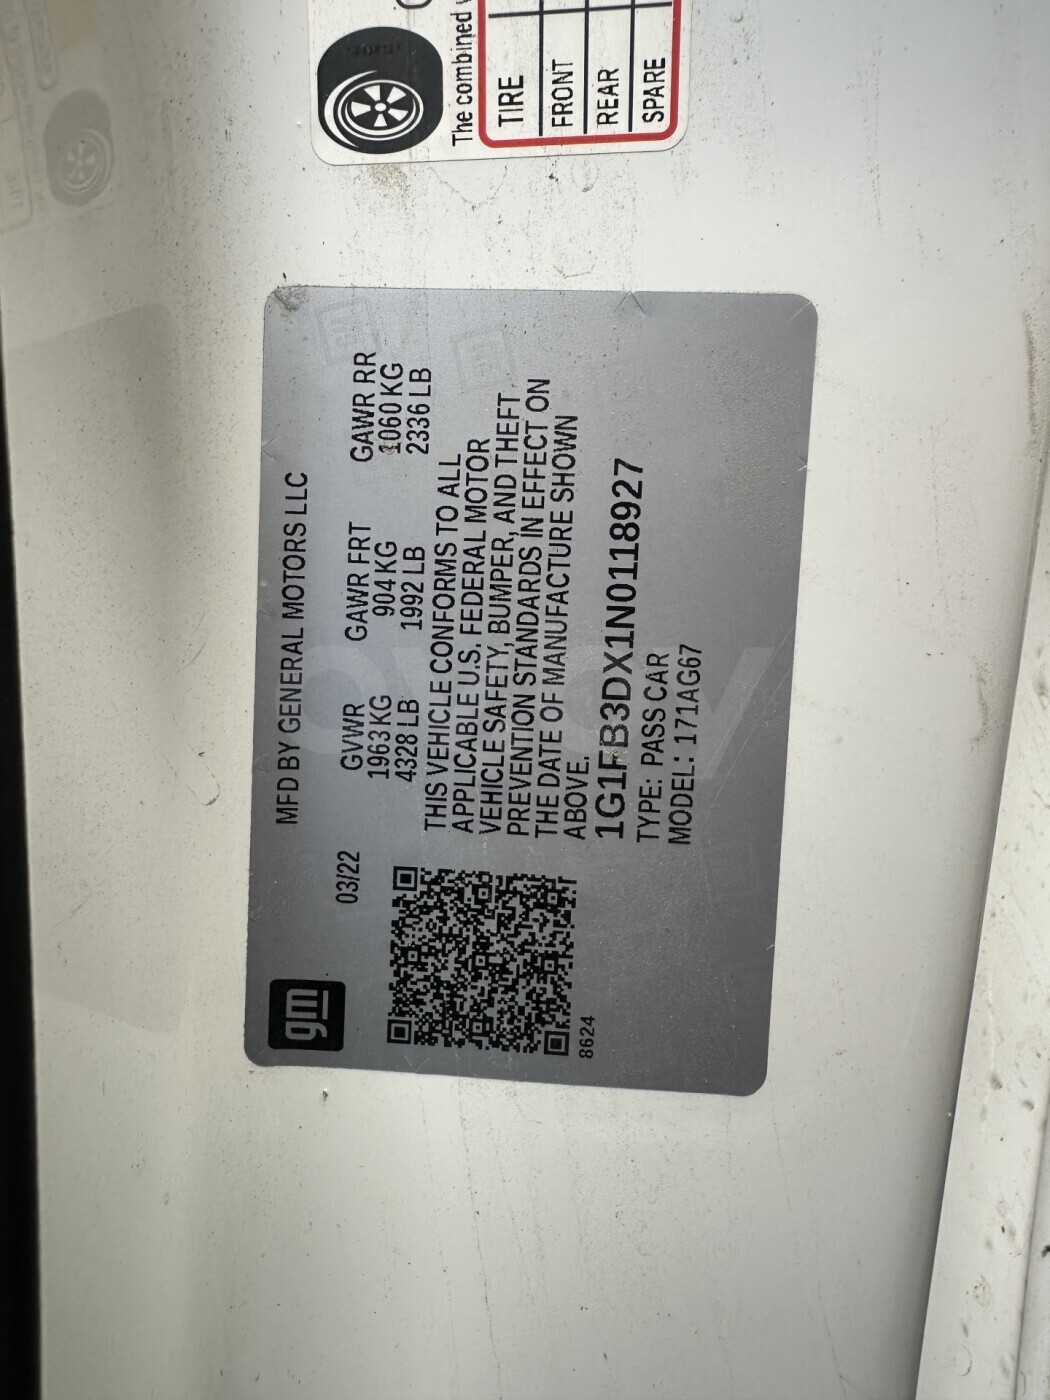 The combined
TIRE
FRONT
REAR
SPARE
gm
MFD BY GENERAL MOTORS LLC
03/22
GVWR GAWR FRT GAWR RR
1963 KG 904 KG 1060 KG
4328 LB 1992 LB 2336 LB
THIS VEHICLE CONFORMS TO ALL
APPLICABLE U.S. FEDERAL MOTOR
VEHICLE SAFETY, BUMPER, AND THEFT
PREVENTION STANDARDS IN EFFECT ON
THE DATE OF MANUFACTURE SHOWN
ABOVE.
1G1FB3DX1N0118927
TYPE: PASS CAR
MODEL: 171AG67
8624